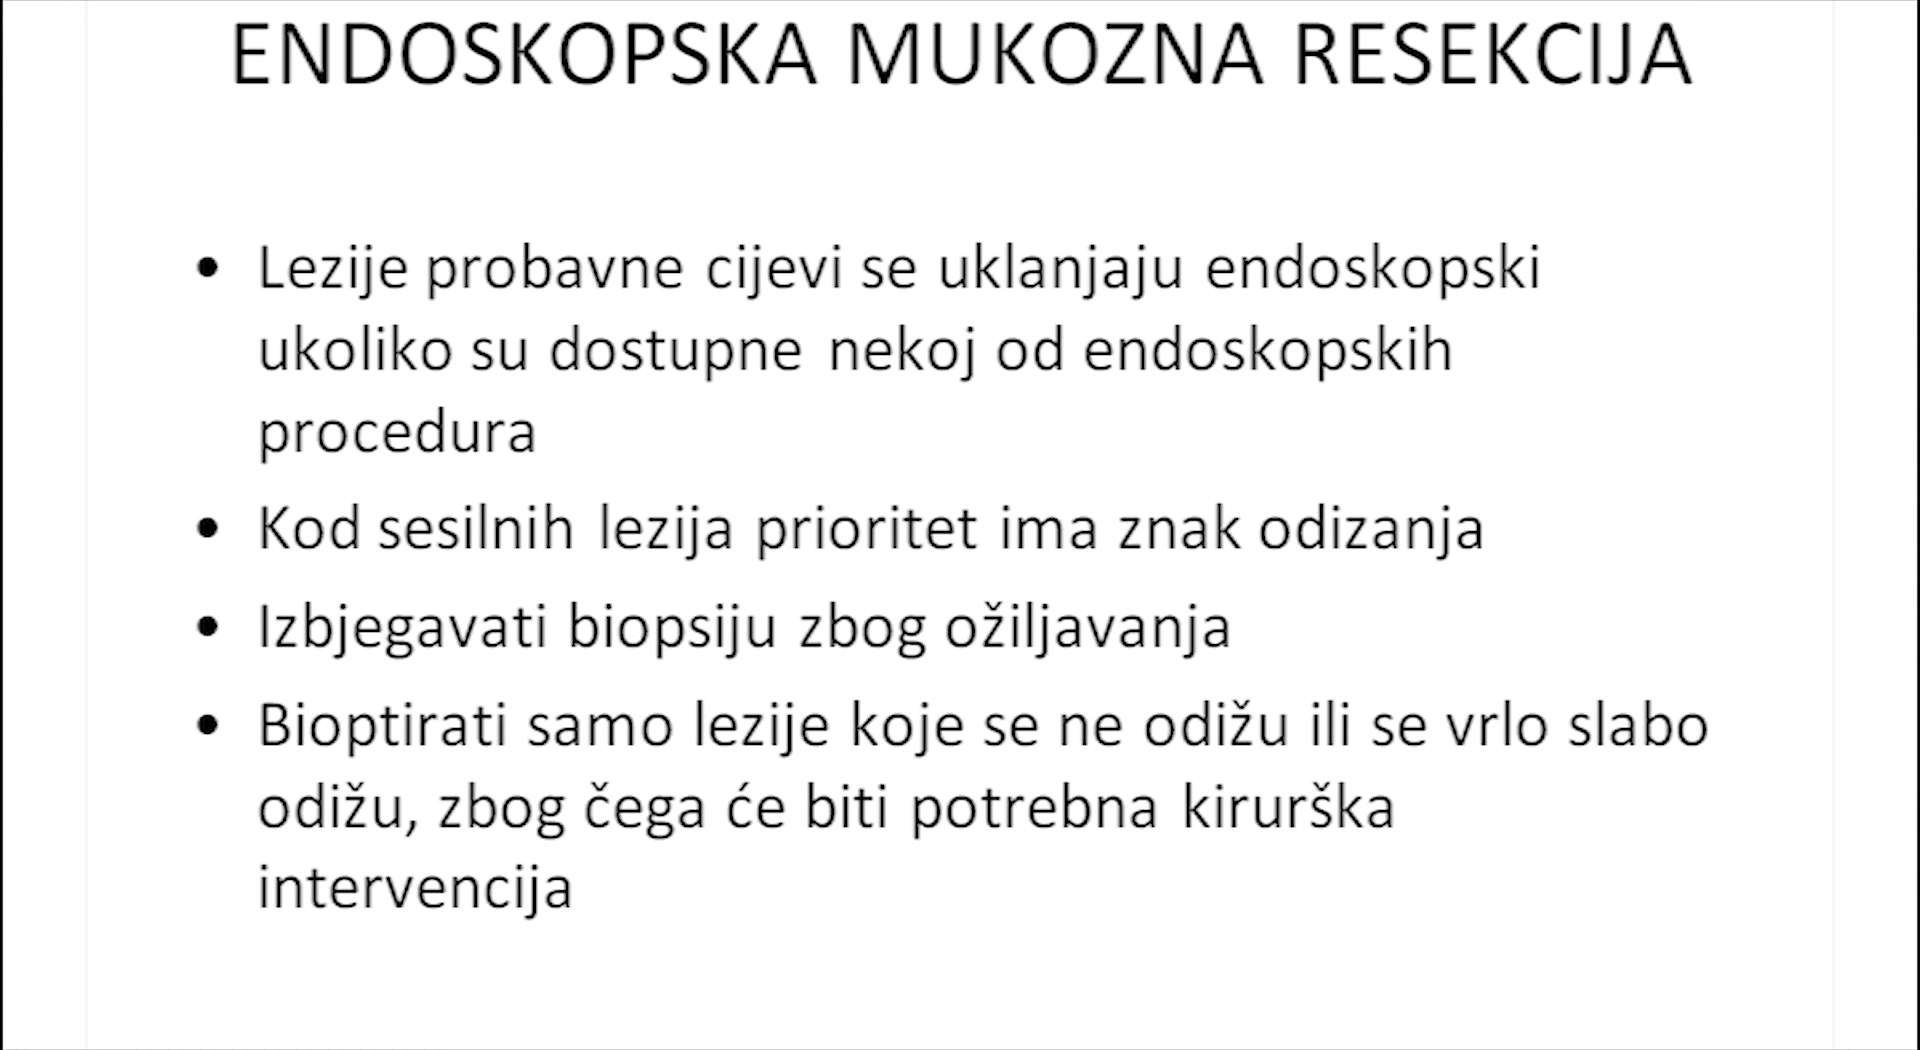 ENDOSKOPSKA MUKOZNA RESEKCIJA
• Lezije probavne cijevi se uklanjaju endoskopski
ukoliko su dostupne nekoj od endoskopskih
procedura
• Kod sesilnih lezija prioritet ima znak odizanja
• Izbjegavati biopsiju zbog ožiljavanja
• Bioptirati samo lezije koje se ne odižu ili se vrlo slabo
odižu, zbog čega će biti potrebna kirurška
intervencija